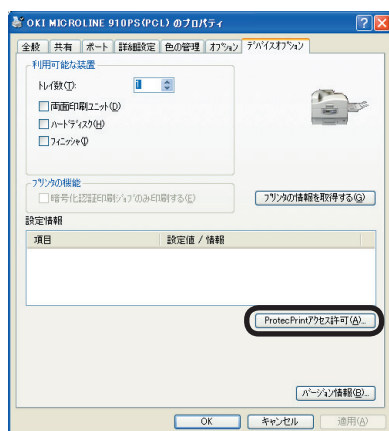 OKI MICROLINE 910PS(PCL) のプロパティ
全般 共有 ポート 詳細設定 色の管理 オプション デバイスオプション
利用可能な装置
トレイ数(T): 1
両面印刷ユニット(D)
ハードディスク(H)
フィニッシャ(I)
プリンタの機能
暗号化認証印刷ジョブのみ印刷する(E)
プリンタの情報を取得する(G)
設定情報
項目 設定値 / 情報
ProtecPrintアクセス許可(A)...
バージョン情報(B)...
OK キャンセル 適用(A)